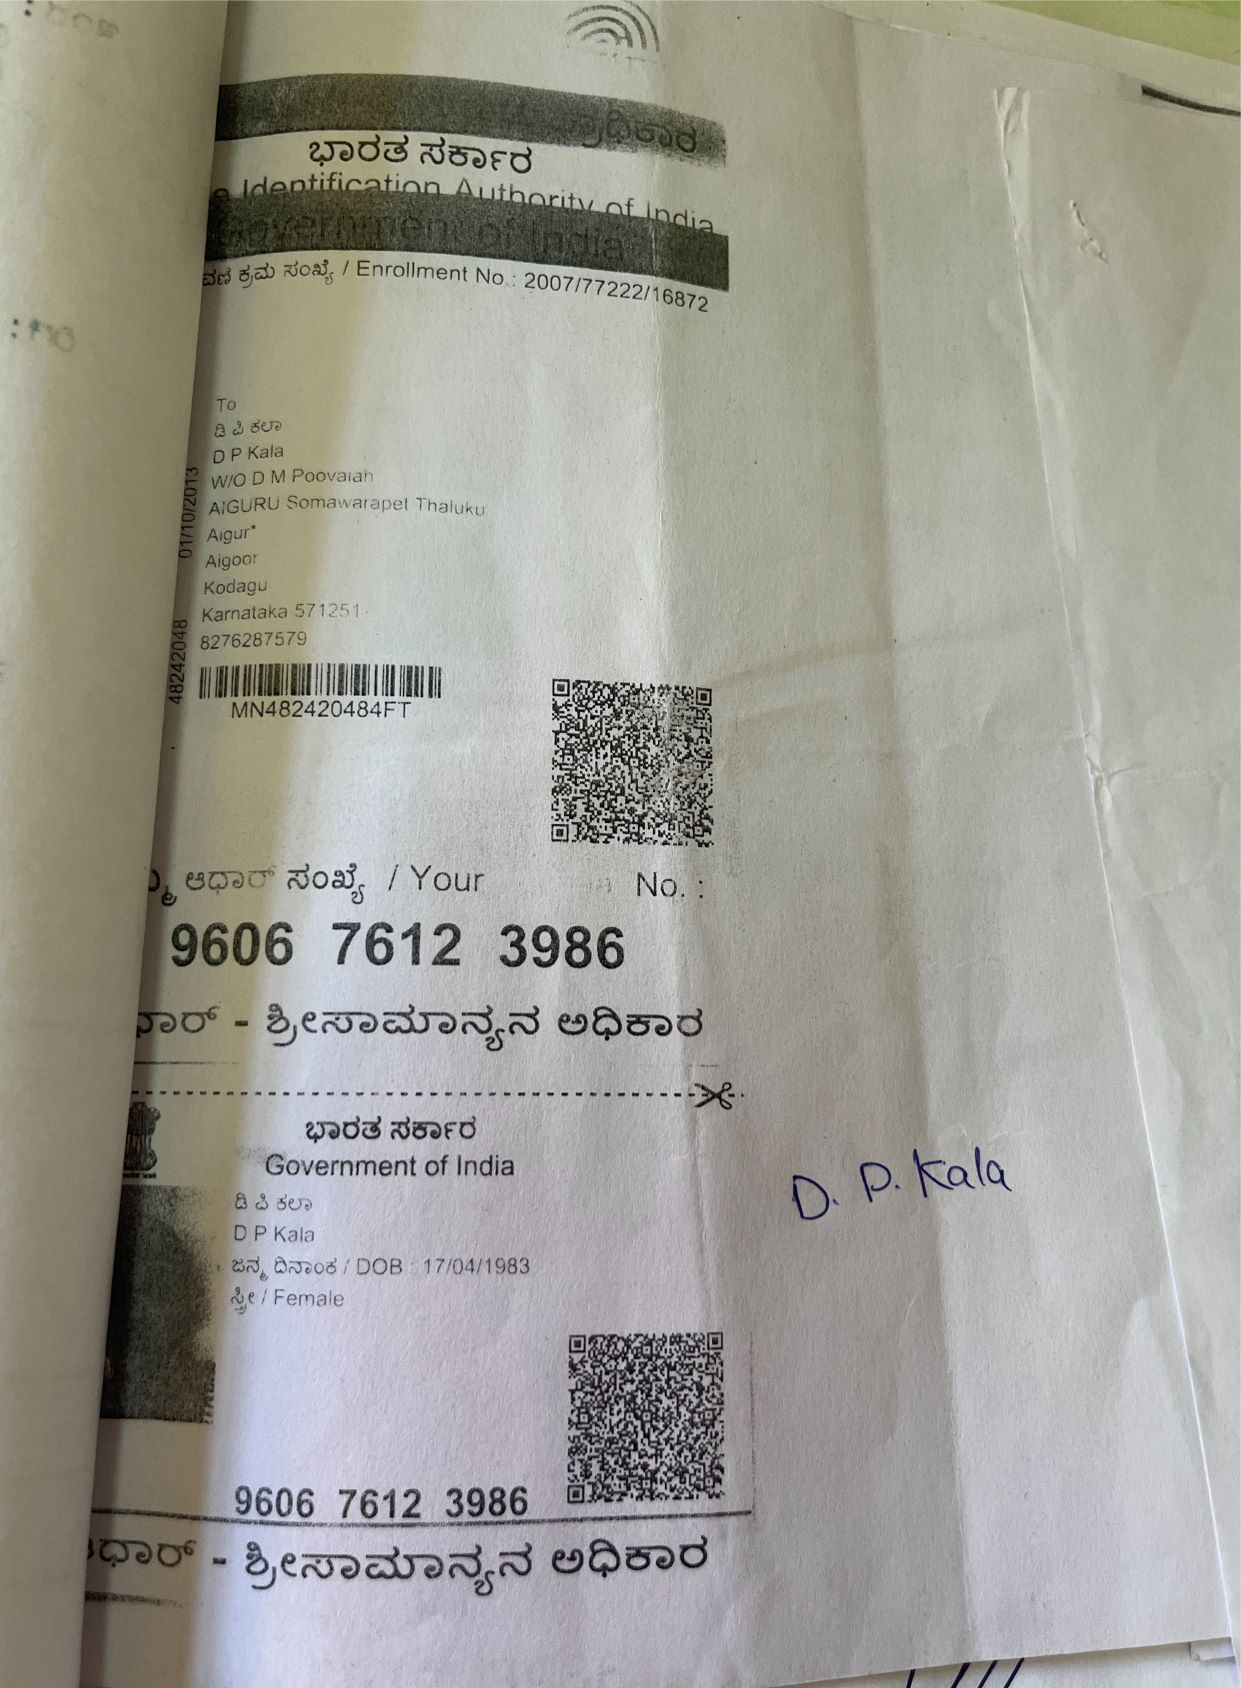 ಭಾರತ ಸರ್ಕಾರ
Identification Authority of India
Government of India
ಕ್ರಮ ಸಂಖ್ಯೆ / Enrollment No.: 2007/77222/16872
To
ಡಿ ಪಿ ಕಲಾ
D P Kala
W/O D M Poovaiah
AIGURU Somawarapet Thaluku
Aigur*
Aigoor
Kodagu
Karnataka 571251
8276287579
48242048 01/10/2013
MN482420484FT
ಆಧಾರ್ ಸಂಖ್ಯೆ / Your No. :
9606 7612 3986
- ಶ್ರೀಸಾಮಾನ್ಯನ ಅಧಿಕಾರ
ಭಾರತ ಸರ್ಕಾರ
Government of India
ಡಿ ಪಿ ಕಲಾ
D P Kala
ಜನ್ಮ ದಿನಾಂಕ / DOB : 17/04/1983
ಸ್ತ್ರೀ / Female
D. P. Kala
9606 7612 3986
- ಶ್ರೀಸಾಮಾನ್ಯನ ಅಧಿಕಾರ